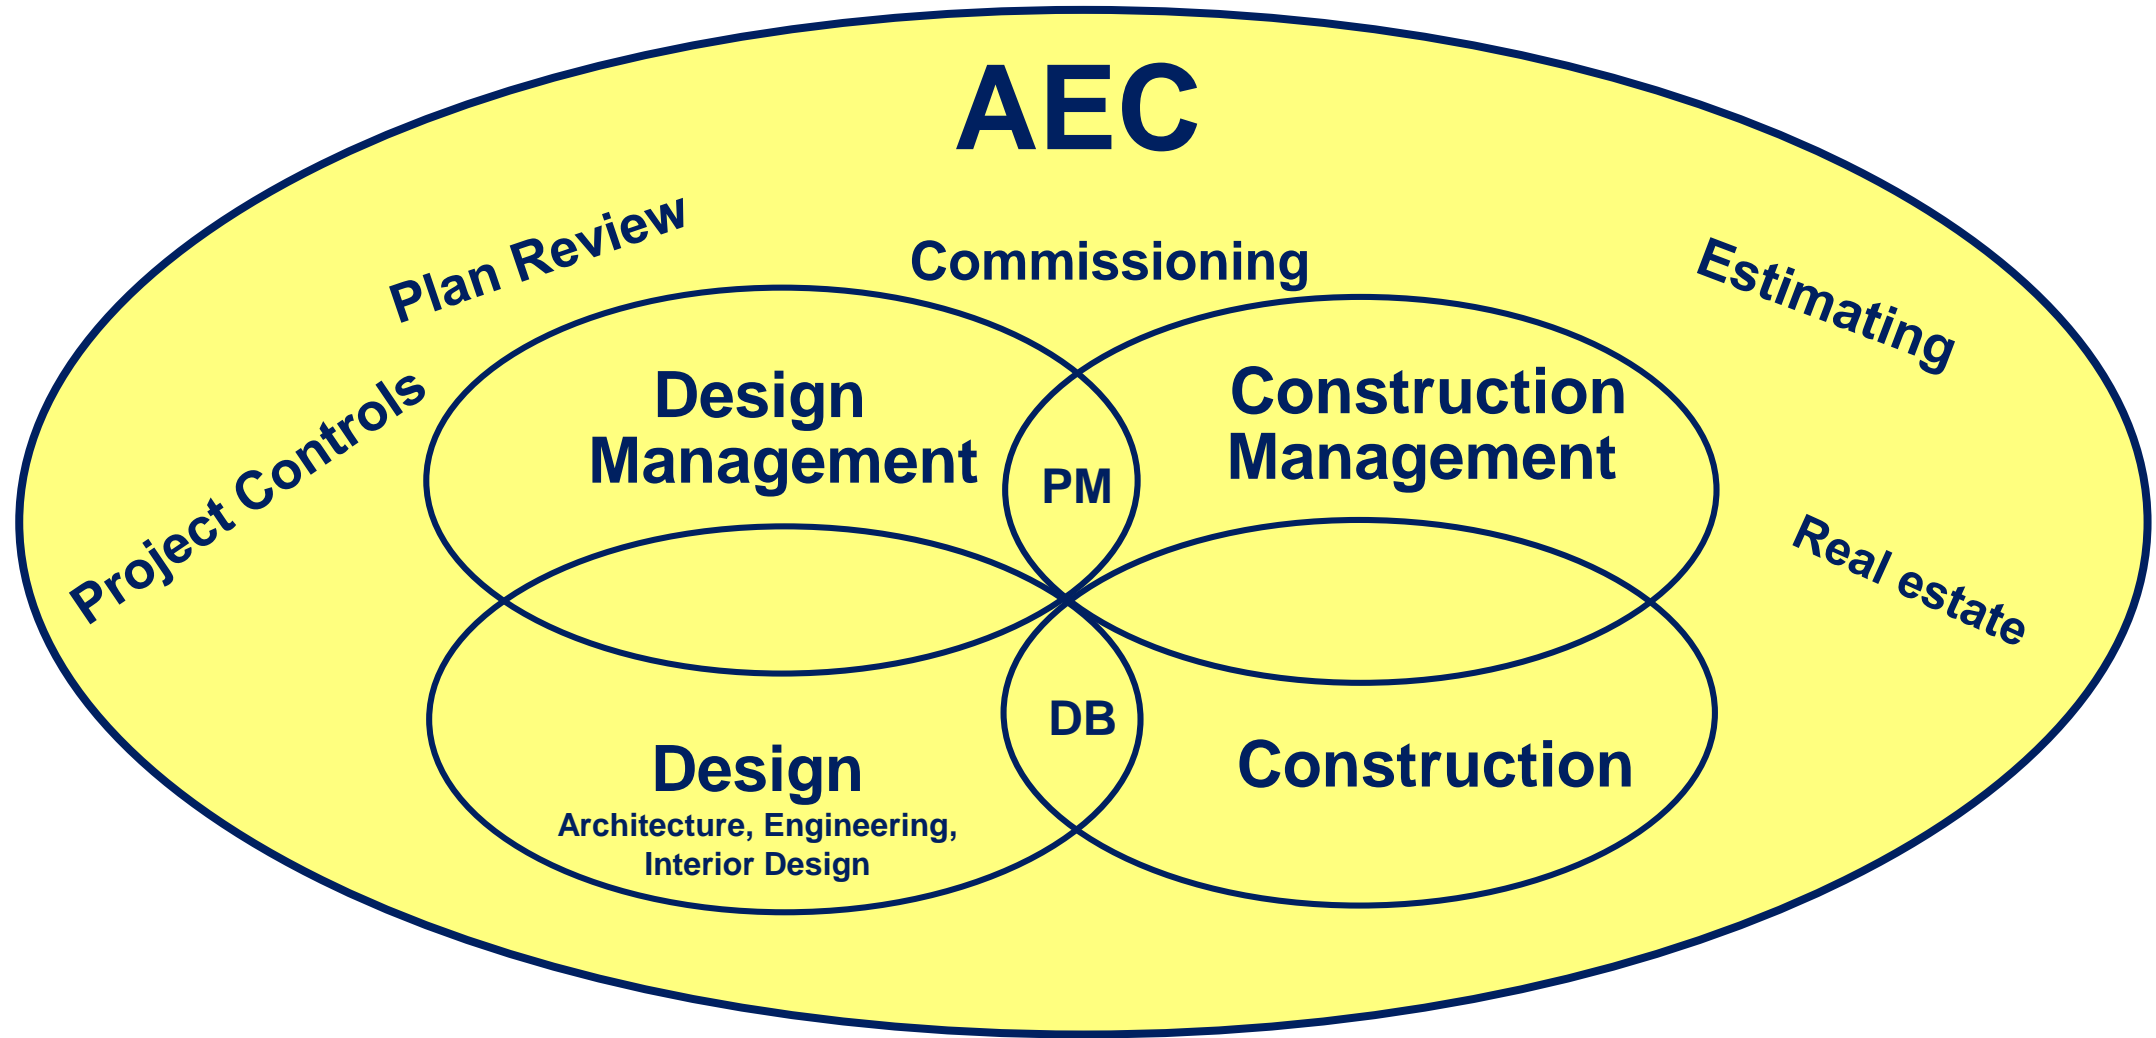 AEC
Plan Review
Commissioning
Estimating
Project Controls
Design
Management
Construction
Management
PM
Real estate
DB
Design
Architecture, Engineering,
Interior Design
Construction